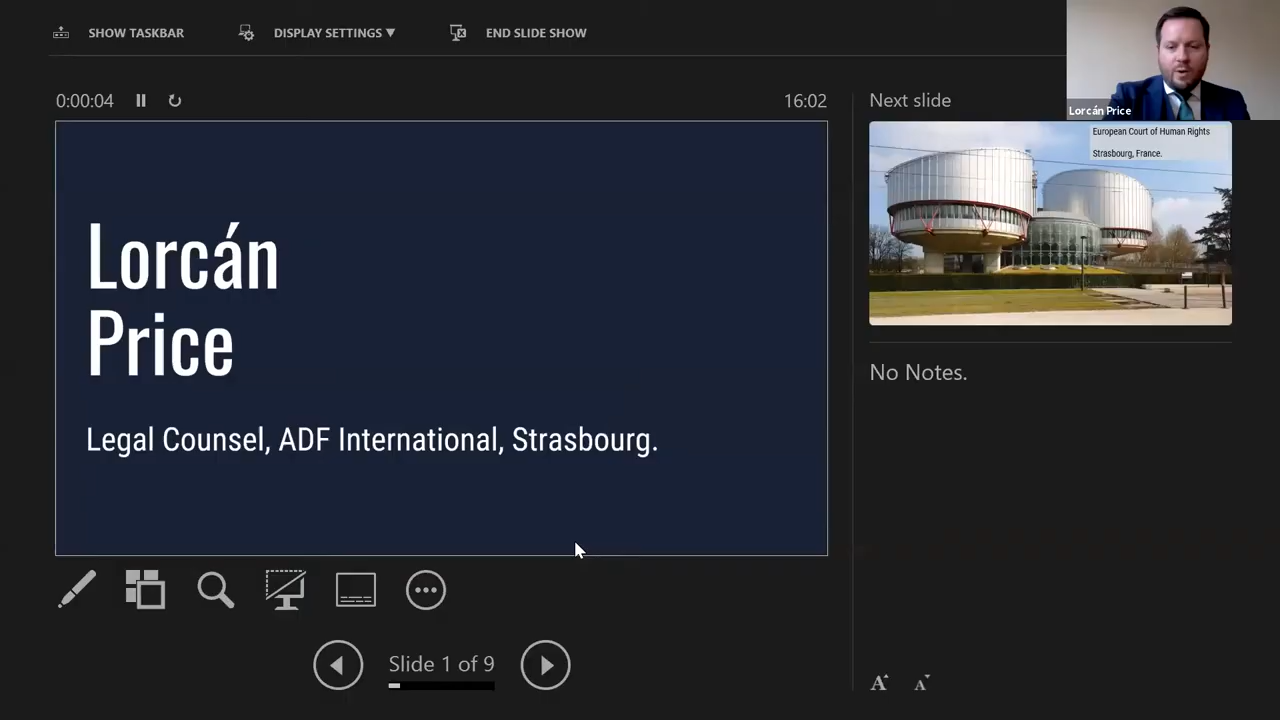 SHOW TASKBAR
DISPLAY SETTINGS ▼
END SLIDE SHOW
0:00:04
16:02
Next slide
Lorcán Price
European Court of Human Rights
Strasbourg, France.
Lorcán
Price
Legal Counsel, ADF International, Strasbourg.
No Notes.
Slide 1 of 9
A
A